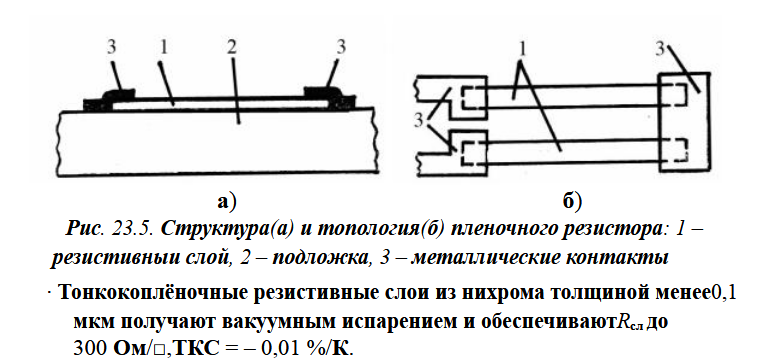 3 1 2 3
1 3
3
а) б)
Рис. 23.5. Структура(а) и топология(б) пленочного резистора: 1 –
резистивныи слой, 2 – подложка, 3 – металлические контакты
· Тонкокоплёночные резистивные слои из нихрома толщиной менее0,1
мкм получают вакуумным испарением и обеспечиваютRсл до
300 Ом/□,ТКС = – 0,01 %/К.